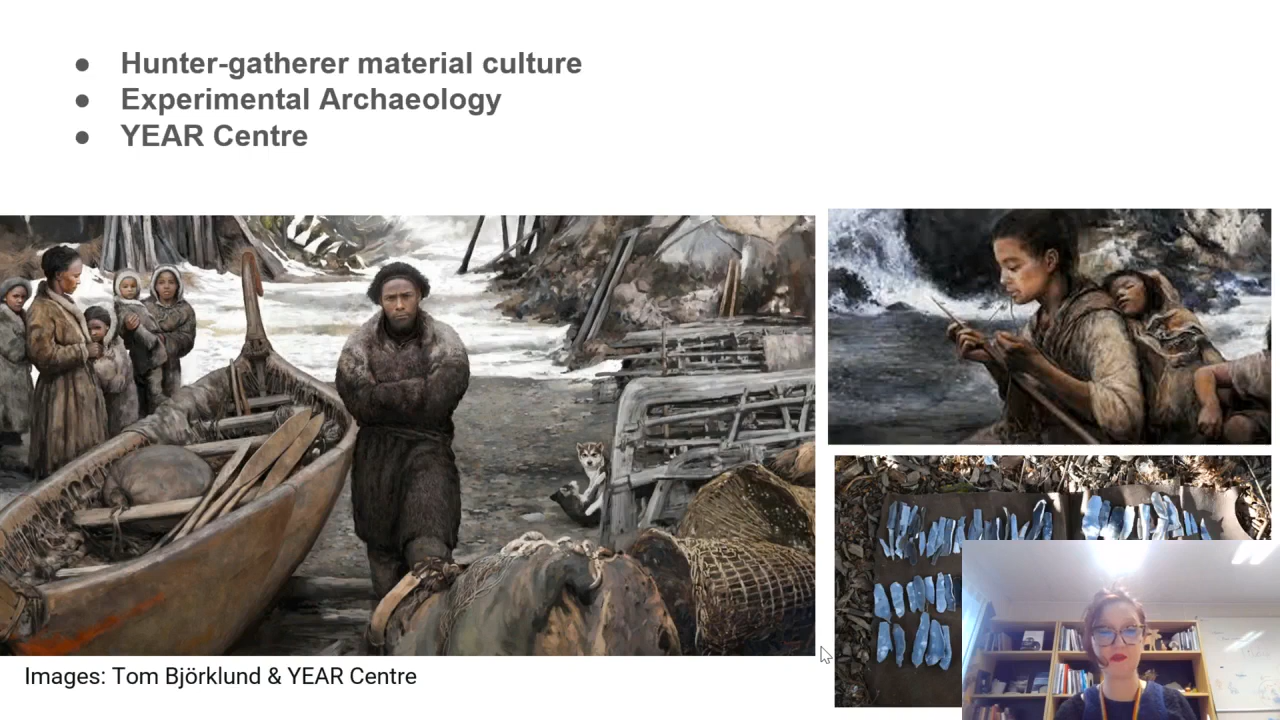 ● Hunter-gatherer material culture
● Experimental Archaeology
● YEAR Centre
Images: Tom Björklund & YEAR Centre